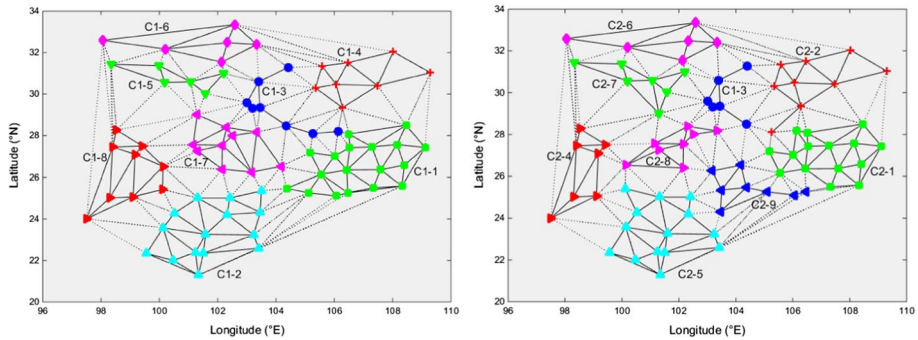 34
32
30
28
26
24
22
20
Latitude (°N)
96 98 100 102 104 106 108 110
Longitude (°E)
C1-6
C1-4
C1-5
C1-3
C1-8
C1-7
C1-1
C1-2
34
32
30
28
26
24
22
20
Latitude (°N)
96 98 100 102 104 106 108 110
Longitude (°E)
C2-6
C2-2
C2-7
C1-3
C2-4
C2-8
C2-1
C2-9
C2-5